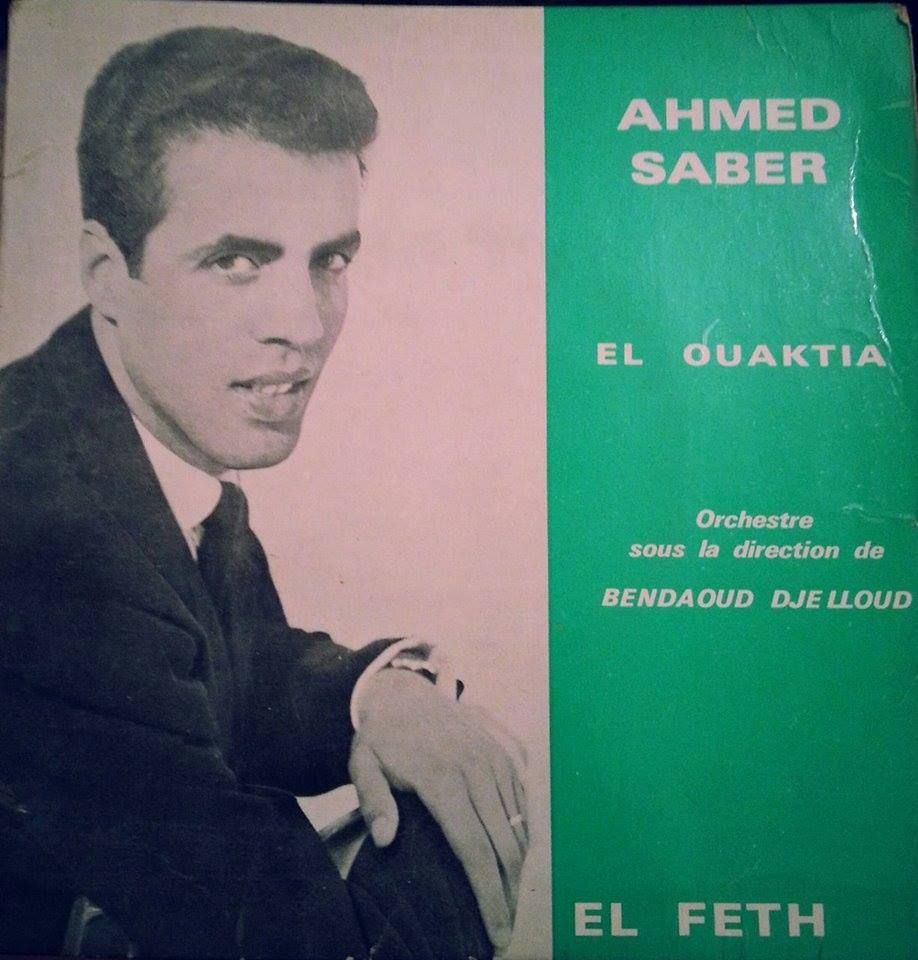 AHMED
SABER
EL OUAKTIA
Orchestre
sous la direction de
BENDAOUD DJELLOUD
EL FETH